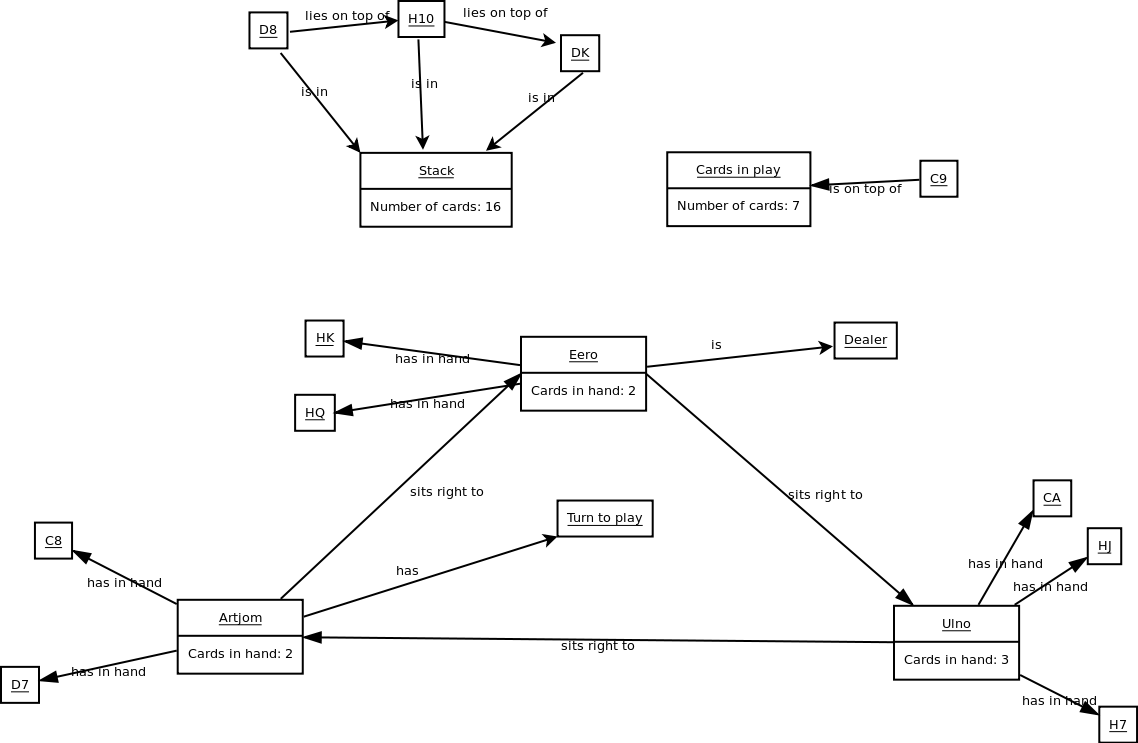 lies on top of
H10
lies on top of
D8
DK
is in
is in
is in
Stack
Number of cards: 16
Cards in play
Number of cards: 7
is on top of
C9
HK
has in hand
HQ
has in hand
Eero
Cards in hand: 2
is
Dealer
sits right to
sits right to
Turn to play
has
C8
has in hand
Artjom
Cards in hand: 2
D7
has in hand
sits right to
CA
has in hand
HJ
has in hand
Ulno
Cards in hand: 3
has in hand
H7